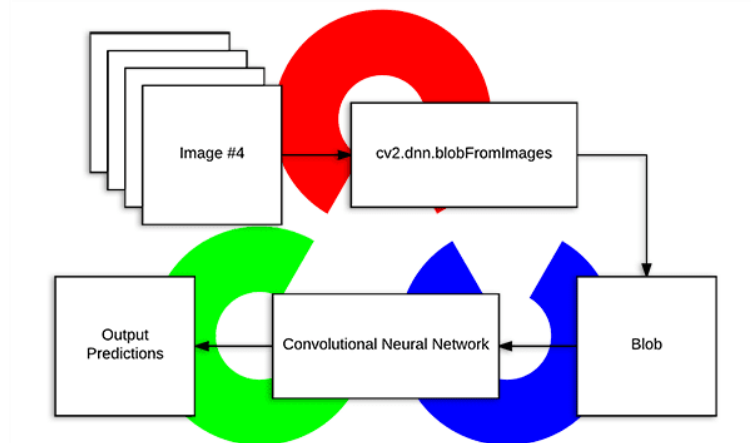 Image #4
cv2.dnn.blobFromImages
Blob
Convolutional Neural Network
Output
Predictions